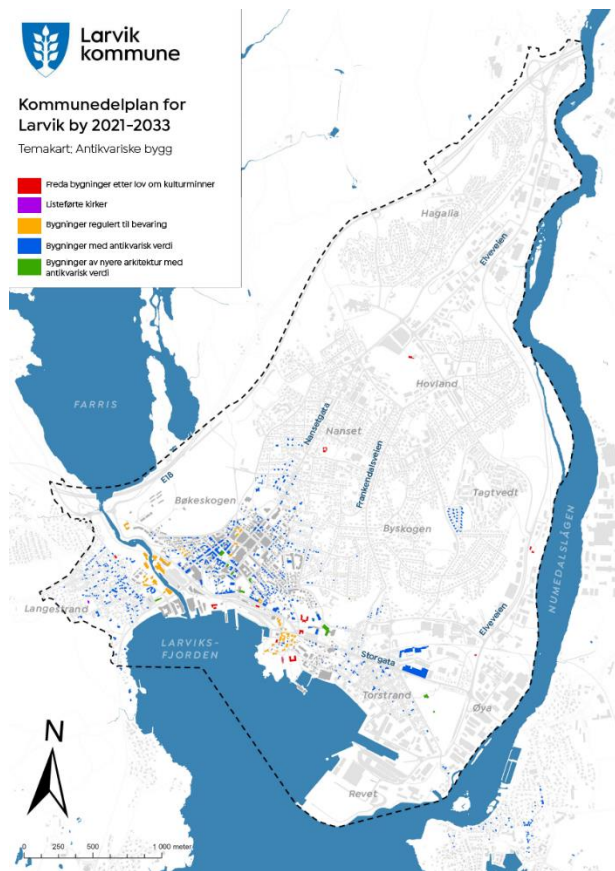 Larvik
kommune
Kommunedelplan for
Larvik by 2021-2033
Temakart; Antikvariske bygg
Freda bygninger etter lov om kulturminner
Listeførte kirker
Bygninger regulert til bevaring
Bygninger med antikvarisk verdi
Bygninger av nyere arkitektur med
antikvarisk verdi
Hagalia
Elveveien
Hovland
FARRIS
Nansetgata
Nanset
Frankendalsveien
E18
Bøkeskogen
Tagtvedt
Byskogen
NUMEDALSLÅGEN
Langestrand
LARVIKS-
FJORDEN
Elveveien
Storgata
Torstrand
Øya
N
Revet
0 250 500 1 000 meter